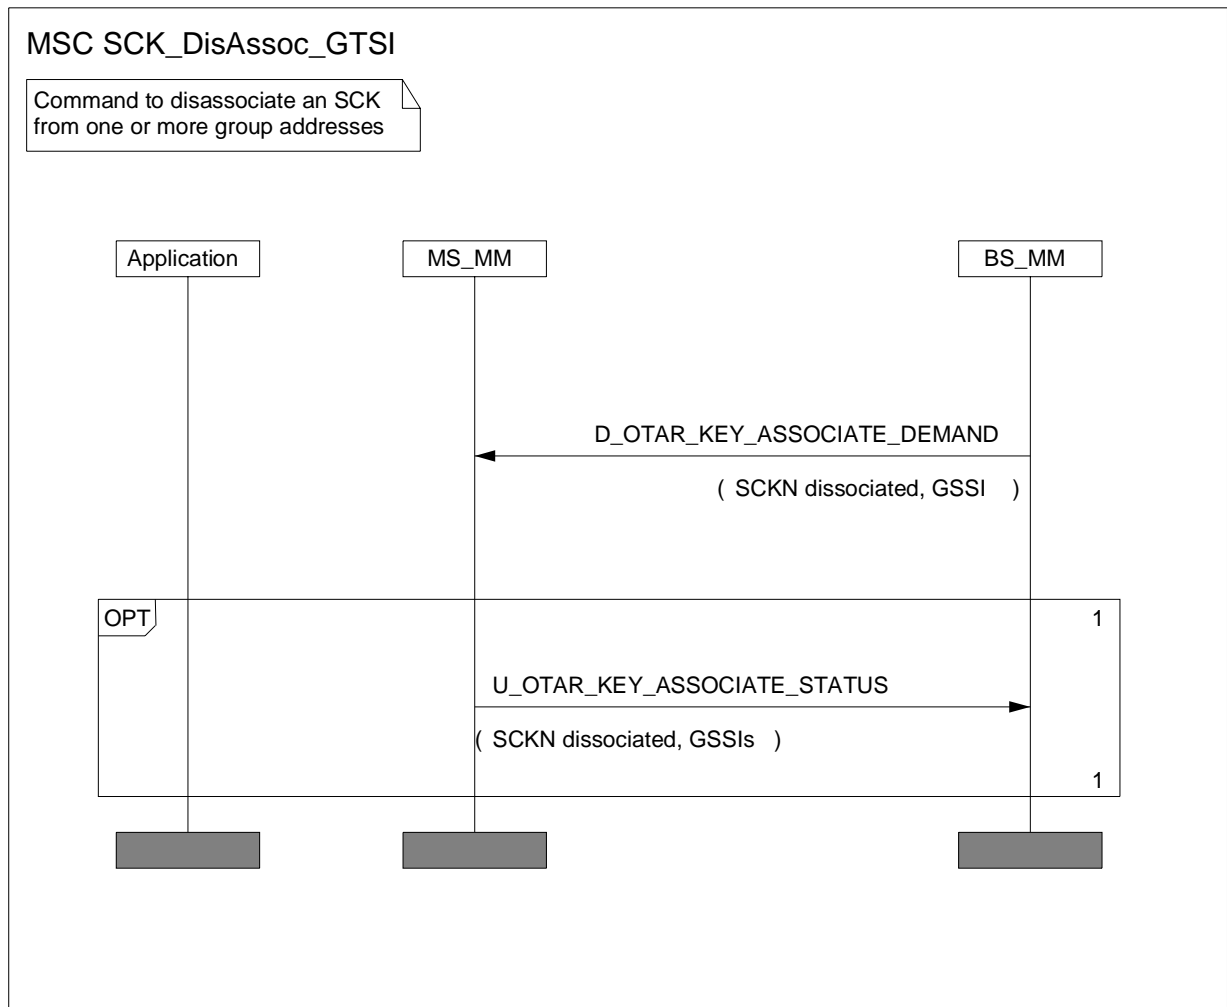 MSC SCK_DisAssoc_GTSI
Command to disassociate an SCK
from one or more group addresses
Application
MS_MM
BS_MM
D_OTAR_KEY_ASSOCIATE_DEMAND
( SCKN dissociated, GSSI )
OPT
1
U_OTAR_KEY_ASSOCIATE_STATUS
( SCKN dissociated, GSSIs )
1